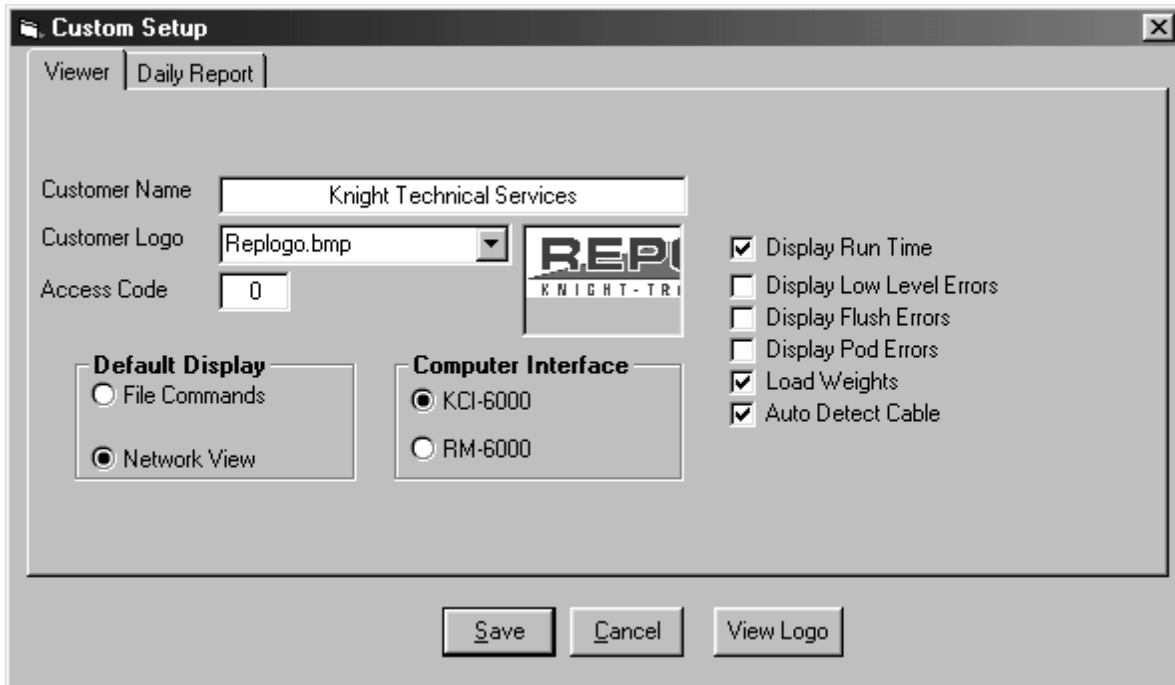 Custom Setup
Viewer
Daily Report
Customer Name
Knight Technical Services
Customer Logo
Replogo.bmp
Access Code
0
Default Display
File Commands
Network View
Computer Interface
KCI-6000
RM-6000
Display Run Time
Display Low Level Errors
Display Flush Errors
Display Pod Errors
Load Weights
Auto Detect Cable
Save
Cancel
View Logo